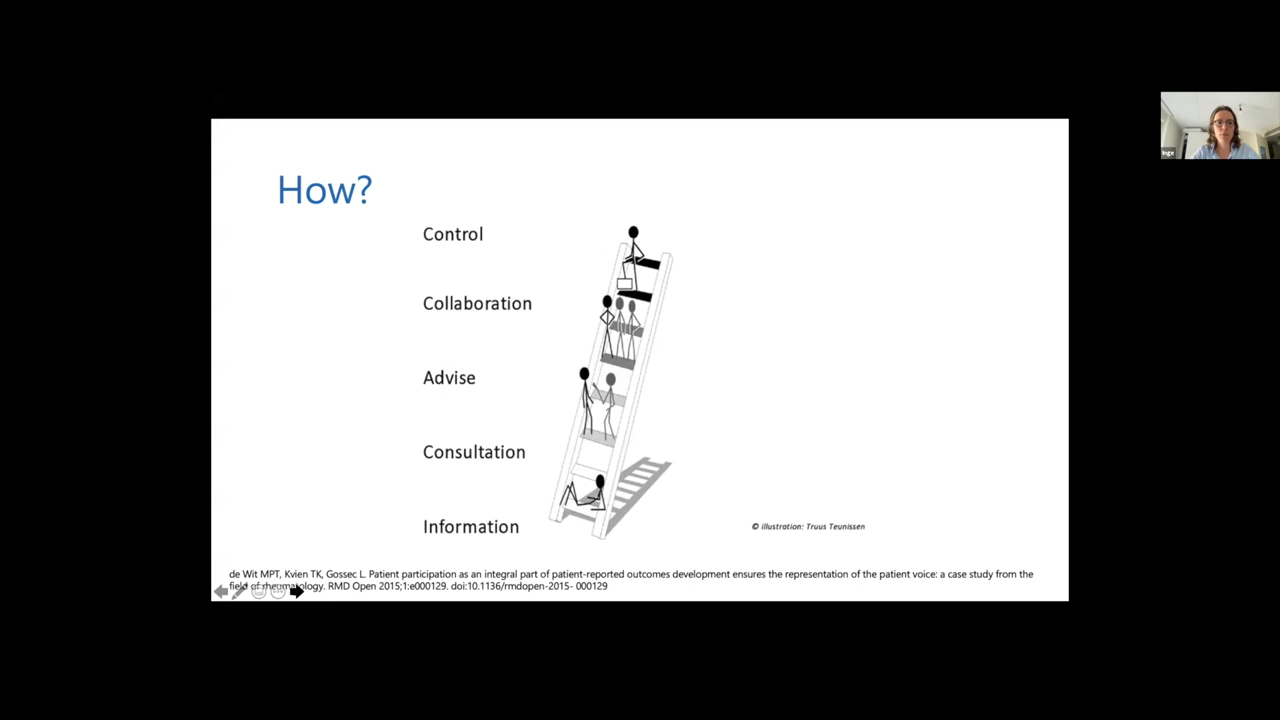 How?
Control
Collaboration
Advise
Consultation
Information
© illustration: Truus Teunissen
de Wit MPT, Kvien TK, Gossec L. Patient participation as an integral part of patient-reported outcomes development ensures the representation of the patient voice: a case study from the
field of rheumatology. RMD Open 2015;1:e000129. doi:10.1136/rmdopen-2015- 000129
Inge